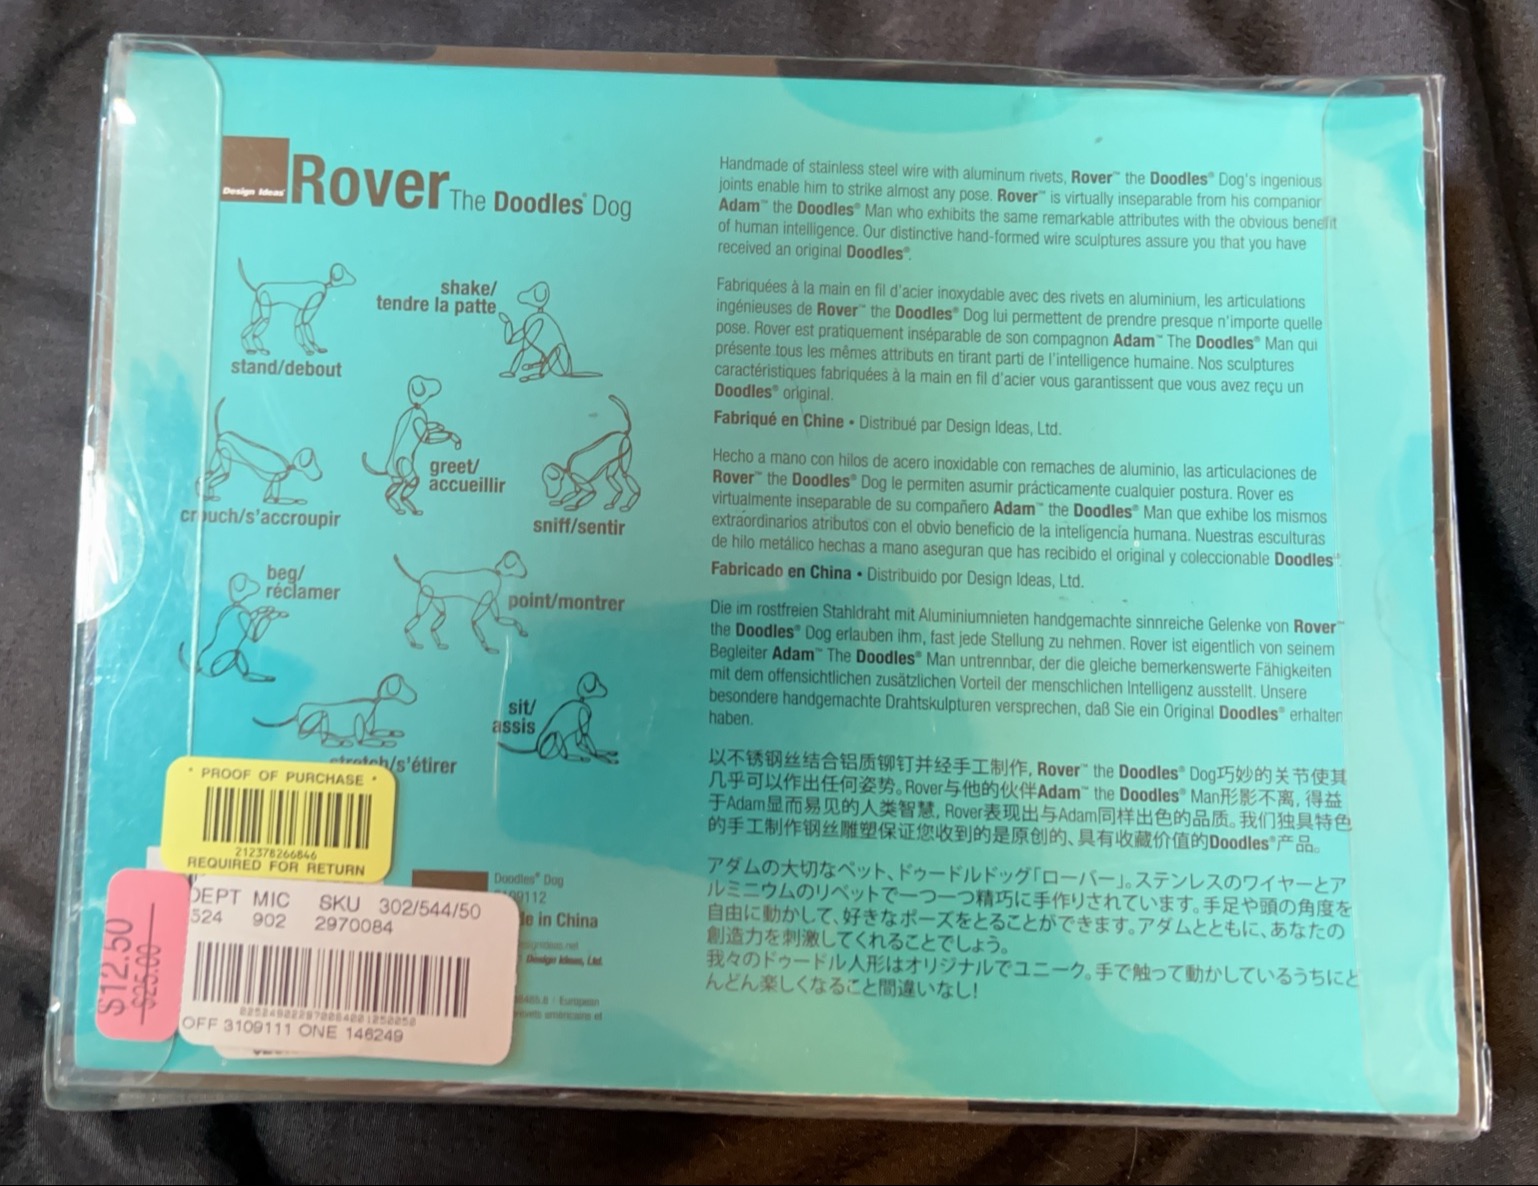 Design Ideas
Rover The Doodles® Dog
stand/debout
shake/
tendre la patte
crouch/s'accroupir
greet/
accueillir
sniff/sentir
beg/
réclamer
point/montrer
stretch/s'étirer
sit/
assis
Handmade of stainless steel wire with aluminum rivets, Rover™ the Doodles® Dog's ingenious
joints enable him to strike almost any pose. Rover™ is virtually inseparable from his companion
Adam™ the Doodles® Man who exhibits the same remarkable attributes with the obvious benefit
of human intelligence. Our distinctive hand-formed wire sculptures assure you that you have
received an original Doodles®.
Fabriquées à la main en fil d'acier inoxydable avec des rivets en aluminium, les articulations
ingénieuses de Rover™ the Doodles® Dog lui permettent de prendre presque n'importe quelle
pose. Rover est pratiquement inséparable de son compagnon Adam™ The Doodles® Man qui
présente tous les mêmes attributs en tirant parti de l'intelligence humaine. Nos sculptures
caractéristiques fabriquées à la main en fil d'acier vous garantissent que vous avez reçu un
Doodles® original.
Fabriqué en Chine • Distribué par Design Ideas, Ltd.
Hecho a mano con hilos de acero inoxidable con remaches de aluminio, las articulaciones de
Rover™ the Doodles® Dog le permiten asumir prácticamente cualquier postura. Rover es
virtualmente inseparable de su compañero Adam™ the Doodles® Man que exhibe los mismos
extraordinarios atributos con el obvio beneficio de la inteligencia humana. Nuestras esculturas
de hilo metálico hechas a mano aseguran que has recibido el original y coleccionable Doodles®.
Fabricado en China • Distribuido por Design Ideas, Ltd.
Die im rostfreien Stahldraht mit Aluminiumnieten handgemachte sinnreiche Gelenke von Rover™
the Doodles® Dog erlauben ihm, fast jede Stellung zu nehmen. Rover ist eigentlich von seinem
Begleiter Adam™ The Doodles® Man untrennbar, der die gleiche bemerkenswerte Fähigkeiten
mit dem offensichtlichen zusätzlichen Vorteil der menschlichen Intelligenz ausstellt. Unsere
besondere handgemachte Drahtskulpturen versprechen, daß Sie ein Original Doodles® erhalten
haben.
以不锈钢丝结合铝质铆钉并经手工制作, Rover™ the Doodles® Dog巧妙的关节使其
几乎可以作出任何姿势。Rover与他的伙伴Adam™ the Doodles® Man形影不离, 得益
于Adam显而易见的人类智慧, Rover表现出与Adam同样出色的品质。我们独具特色
的手工制作钢丝雕塑保证您收到的是原创的、具有收藏价值的Doodles®产品。
アダムの大切なペット、ドゥードルドッグ「ローバー」。ステンレスのワイヤーとア
ルミニウムのリベットで一つ一つ精巧に手作りされています。手足や頭の角度を
自由に動かして、好きなポーズをとることができます。アダムとともに、あなたの
創造力を刺激してくれることでしょう。
我々のドゥードル人形はオリジナルでユニーク。手で触って動かしているうちにど
んどん楽しくなること間違いなし!
PROOF OF PURCHASE
212378266846
REQUIRED FOR RETURN
$12.50
$25.00
DEPT MIC SKU 302/544/50
524 902 2970084
OFF 3109111 ONE 146249
Doodles® Dog
in China
Design Ideas, Ltd.
European